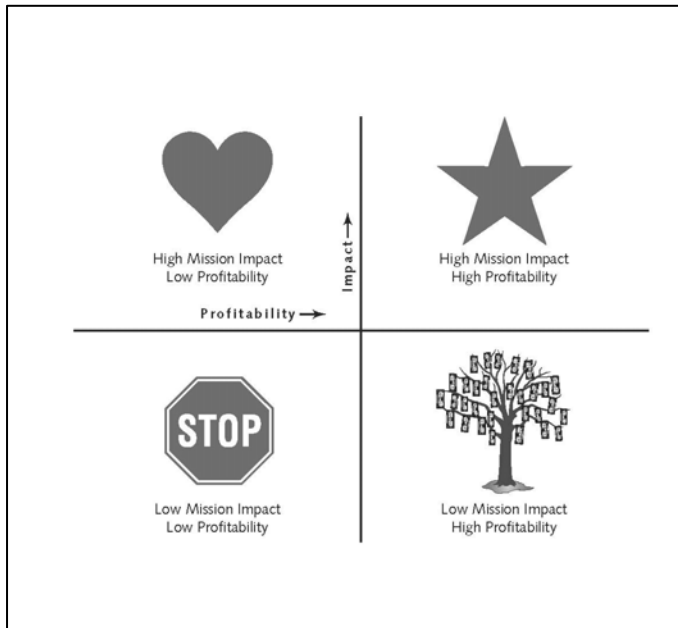 High Mission Impact
Low Profitability
High Mission Impact
High Profitability
Impact
Profitability
STOP
Low Mission Impact
Low Profitability
Low Mission Impact
High Profitability